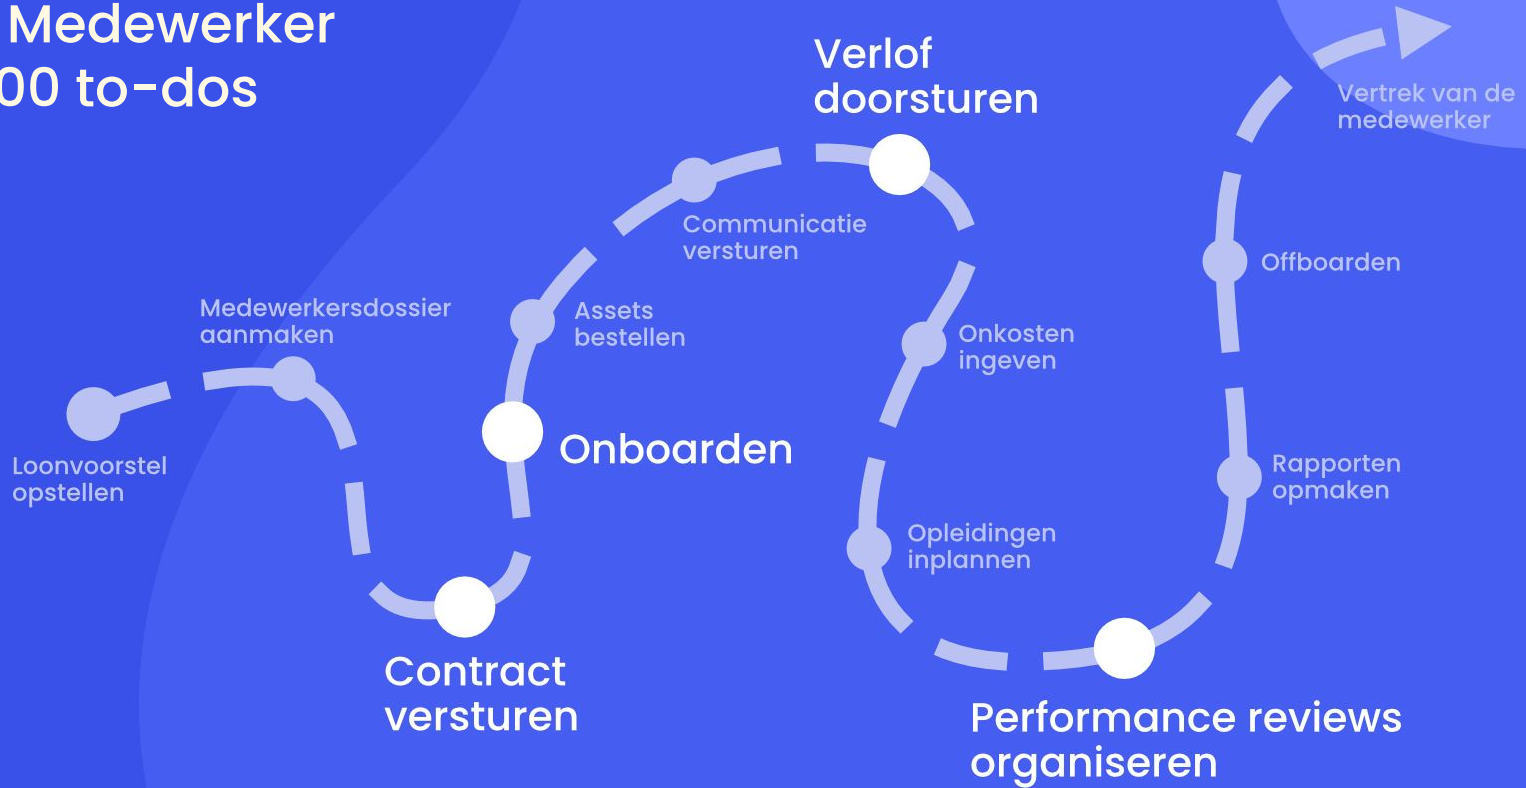 Medewerker
00 to-dos
Loonvoorstel
opstellen
Medewerkersdossier
aanmaken
Contract
versturen
Onboarden
Assets
bestellen
Communicatie
versturen
Verlof
doorsturen
Onkosten
ingeven
Opleidingen
inplannen
Performance reviews
organiseren
Rapporten
opmaken
Offboarden
Vertrek van de
medewerker